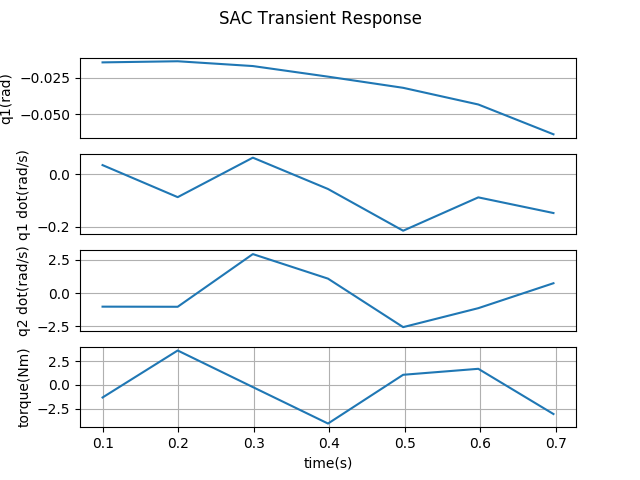 SAC Transient Response
q1(rad)
−0.025
−0.050
q1 dot(rad/s)
0.0
−0.2
q2 dot(rad/s)
2.5
0.0
−2.5
torque(Nm)
2.5
0.0
−2.5
0.1 0.2 0.3 0.4 0.5 0.6 0.7
time(s)